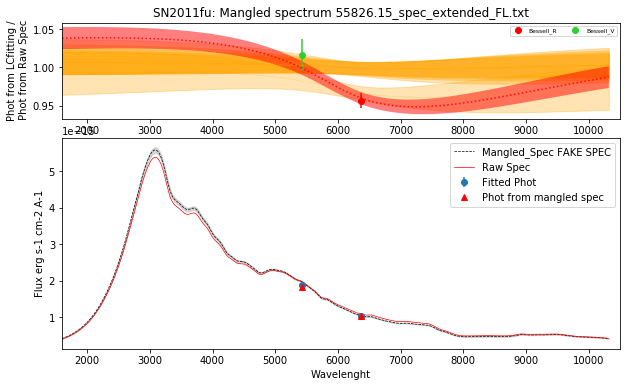 SN2011fu: Mangled spectrum 55826.15_spec_extended_FL.txt
Phot from LCfitting /
Phot from Raw Spec
1.05
1.00
0.95
Bessell_R
Bessell_V
2000 3000 4000 5000 6000 7000 8000 9000 10000
1e−15
Flux erg s-1 cm-2 A-1
5
4
3
2
1
Mangled_Spec FAKE SPEC
Raw Spec
Fitted Phot
Phot from mangled spec
2000 3000 4000 5000 6000 7000 8000 9000 10000
Wavelenght